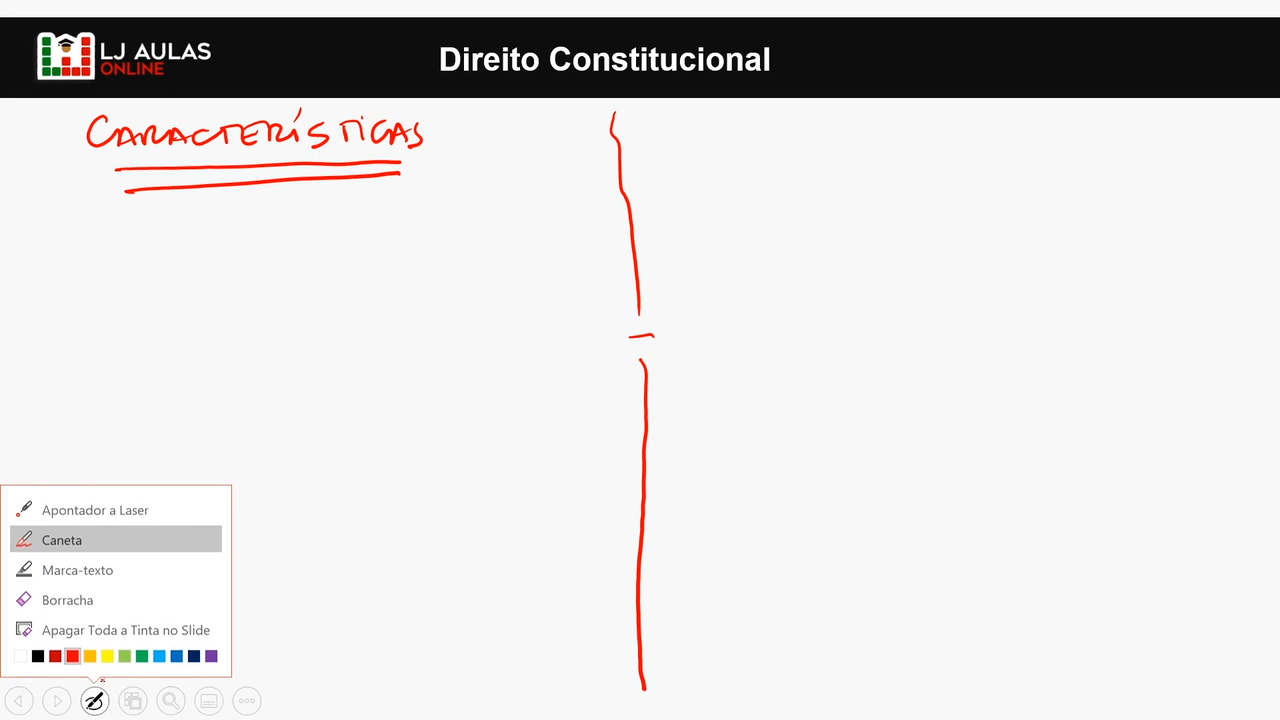 LJ AULAS
ONLINE
Direito Constitucional
CARACTERÍSTICAS
Apontador a Laser
Caneta
Marca-texto
Borracha
Apagar Toda a Tinta no Slide